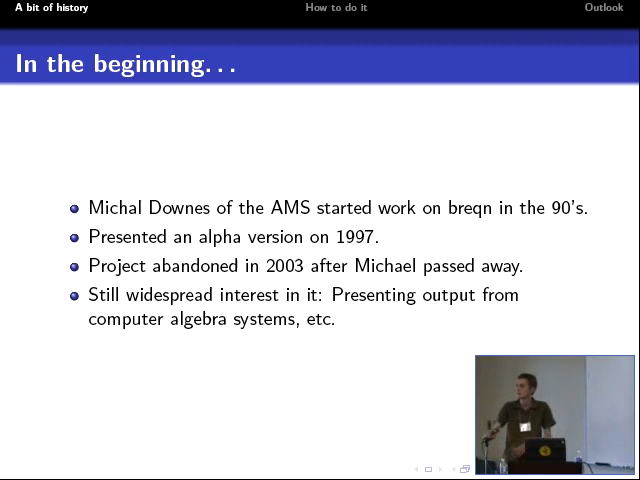 A bit of history How to do it Outlook
In the beginning. . .
Michal Downes of the AMS started work on breqn in the 90's.
Presented an alpha version on 1997.
Project abandoned in 2003 after Michael passed away.
Still widespread interest in it: Presenting output from
computer algebra systems, etc.